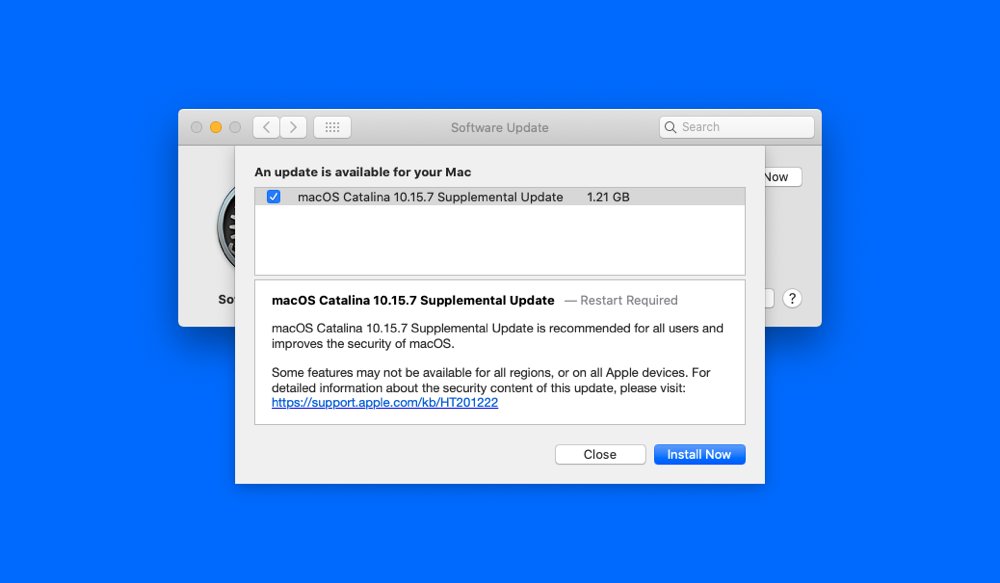 Software Update
Search
An update is available for your Mac
Now
macOS Catalina 10.15.7 Supplemental Update 1.21 GB
macOS Catalina 10.15.7 Supplemental Update — Restart Required
So
?
macOS Catalina 10.15.7 Supplemental Update is recommended for all users and
improves the security of macOS.
Some features may not be available for all regions, or on all Apple devices. For
detailed information about the security content of this update, please visit:
https://support.apple.com/kb/HT201222
Close
Install Now